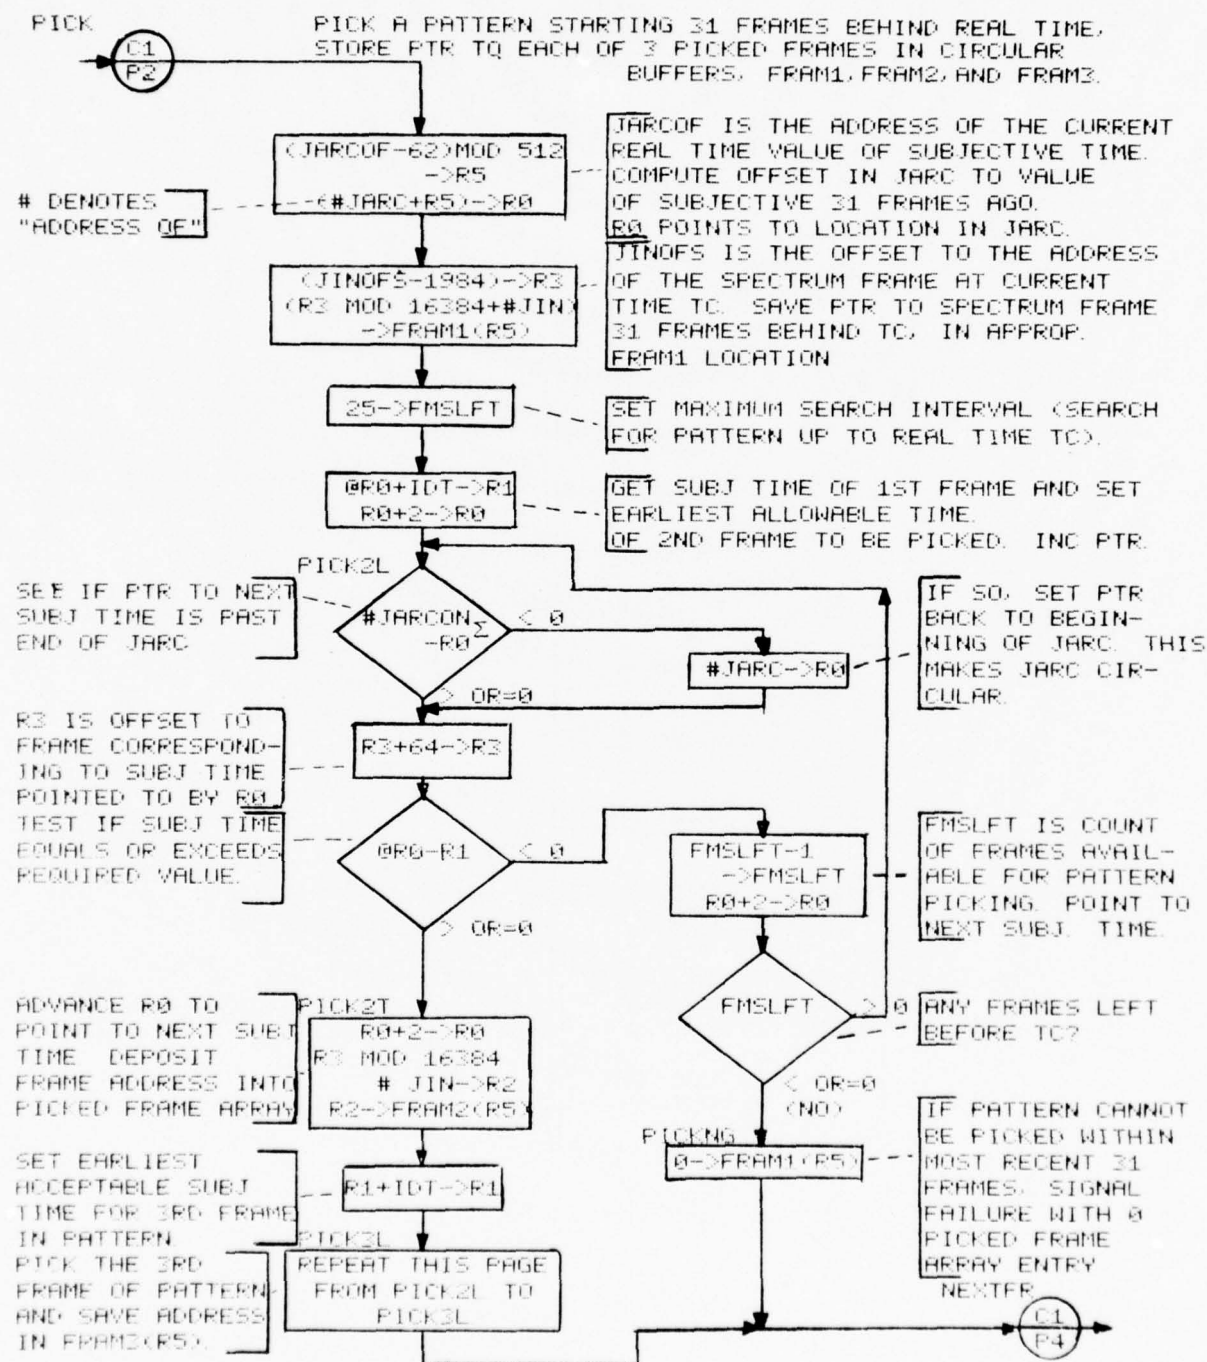 PICK
PICK A PATTERN STARTING 31 FRAMES BEHIND REAL TIME,
STORE PTR TO EACH OF 3 PICKED FRAMES IN CIRCULAR
BUFFERS, FRAM1, FRAM2, AND FRAM3.
C1
P2
(JARCOF-62)MOD 512
->R5
(#JARC+R5)->R0
JARCOF IS THE ADDRESS OF THE CURRENT
REAL TIME VALUE OF SUBJECTIVE TIME.
COMPUTE OFFSET IN JARC TO VALUE
OF SUBJECTIVE 31 FRAMES AGO.
R0 POINTS TO LOCATION IN JARC.
# DENOTES
"ADDRESS OF"
(JINOFS-1984)->R3
(R3 MOD 16384+#JIN)
->FRAM1(R5)
JINOFS IS THE OFFSET TO THE ADDRESS
OF THE SPECTRUM FRAME AT CURRENT
TIME TC. SAVE PTR TO SPECTRUM FRAME
31 FRAMES BEHIND TC, IN APPROP.
FRAM1 LOCATION
25->FMSLFT
SET MAXIMUM SEARCH INTERVAL (SEARCH
FOR PATTERN UP TO REAL TIME TC).
@R0+IDT->R1
R0+2->R0
GET SUBJ TIME OF 1ST FRAME AND SET
EARLIEST ALLOWABLE TIME.
OF 2ND FRAME TO BE PICKED. INC PTR.
PICK2L
SEE IF PTR TO NEXT
SUBJ TIME IS PAST
END OF JARC
#JARCON
-R0
< 0
> OR=0
#JARC->R0
IF SO, SET PTR
BACK TO BEGIN-
NING OF JARC. THIS
MAKES JARC CIR-
CULAR.
R3 IS OFFSET TO
FRAME CORRESPOND-
ING TO SUBJ TIME
POINTED TO BY R0
R3+64->R3
TEST IF SUBJ TIME
EQUALS OR EXCEEDS
REQUIRED VALUE.
@R0-R1
< 0
> OR=0
FMSLFT-1
->FMSLFT
R0+2->R0
FMSLFT IS COUNT
OF FRAMES AVAIL-
ABLE FOR PATTERN
PICKING. POINT TO
NEXT SUBJ. TIME.
FMSLFT
> 0
< OR=0
(NO)
ANY FRAMES LEFT
BEFORE TC?
ADVANCE R0 TO
POINT TO NEXT SUBT
TIME DEPOSIT
FRAME ADDRESS INTO
PICKED FRAME ARRAY
PICK2T
R0+2->R0
R3 MOD 16384
# JIN->R2
R2->FRAM2(R5)
PICKNG
0->FRAM1(R5)
IF PATTERN CANNOT
BE PICKED WITHIN
MOST RECENT 31
FRAMES, SIGNAL
FAILURE WITH 0
PICKED FRAME
ARRAY ENTRY
SET EARLIEST
ACCEPTABLE SUBJ
TIME FOR 3RD FRAME
IN PATTERN
R1+IDT->R1
PICK3L
PICK THE 3RD
FRAME OF PATTERN
AND SAVE ADDRESS
IN FRAM3(R5).
REPEAT THIS PAGE
FROM PICK2L TO
PICK3L
NEXTFR
C1
P4